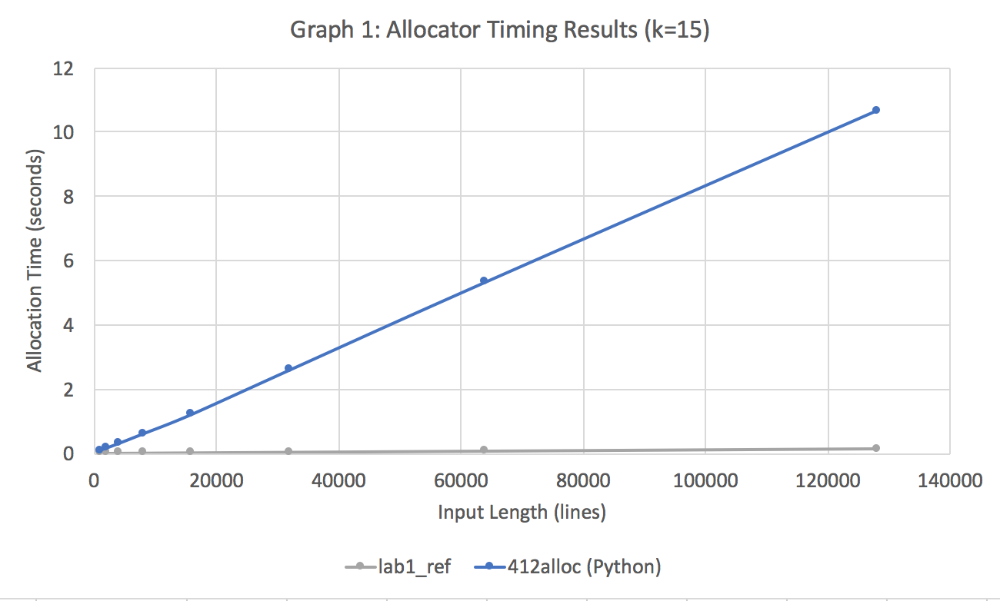 Graph 1: Allocator Timing Results (k=15)
12
10
8
6
4
2
0
Allocation Time (seconds)
0 20000 40000 60000 80000 100000 120000 140000
Input Length (lines)
lab1_ref 412alloc (Python)